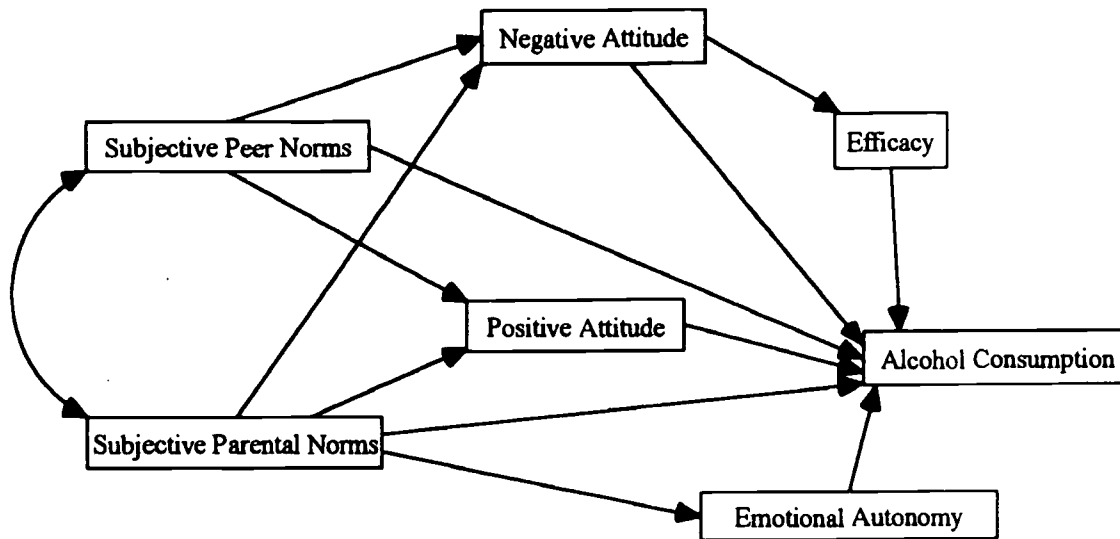 Negative Attitude
Efficacy
Subjective Peer Norms
Positive Attitude
Alcohol Consumption
Subjective Parental Norms
Emotional Autonomy